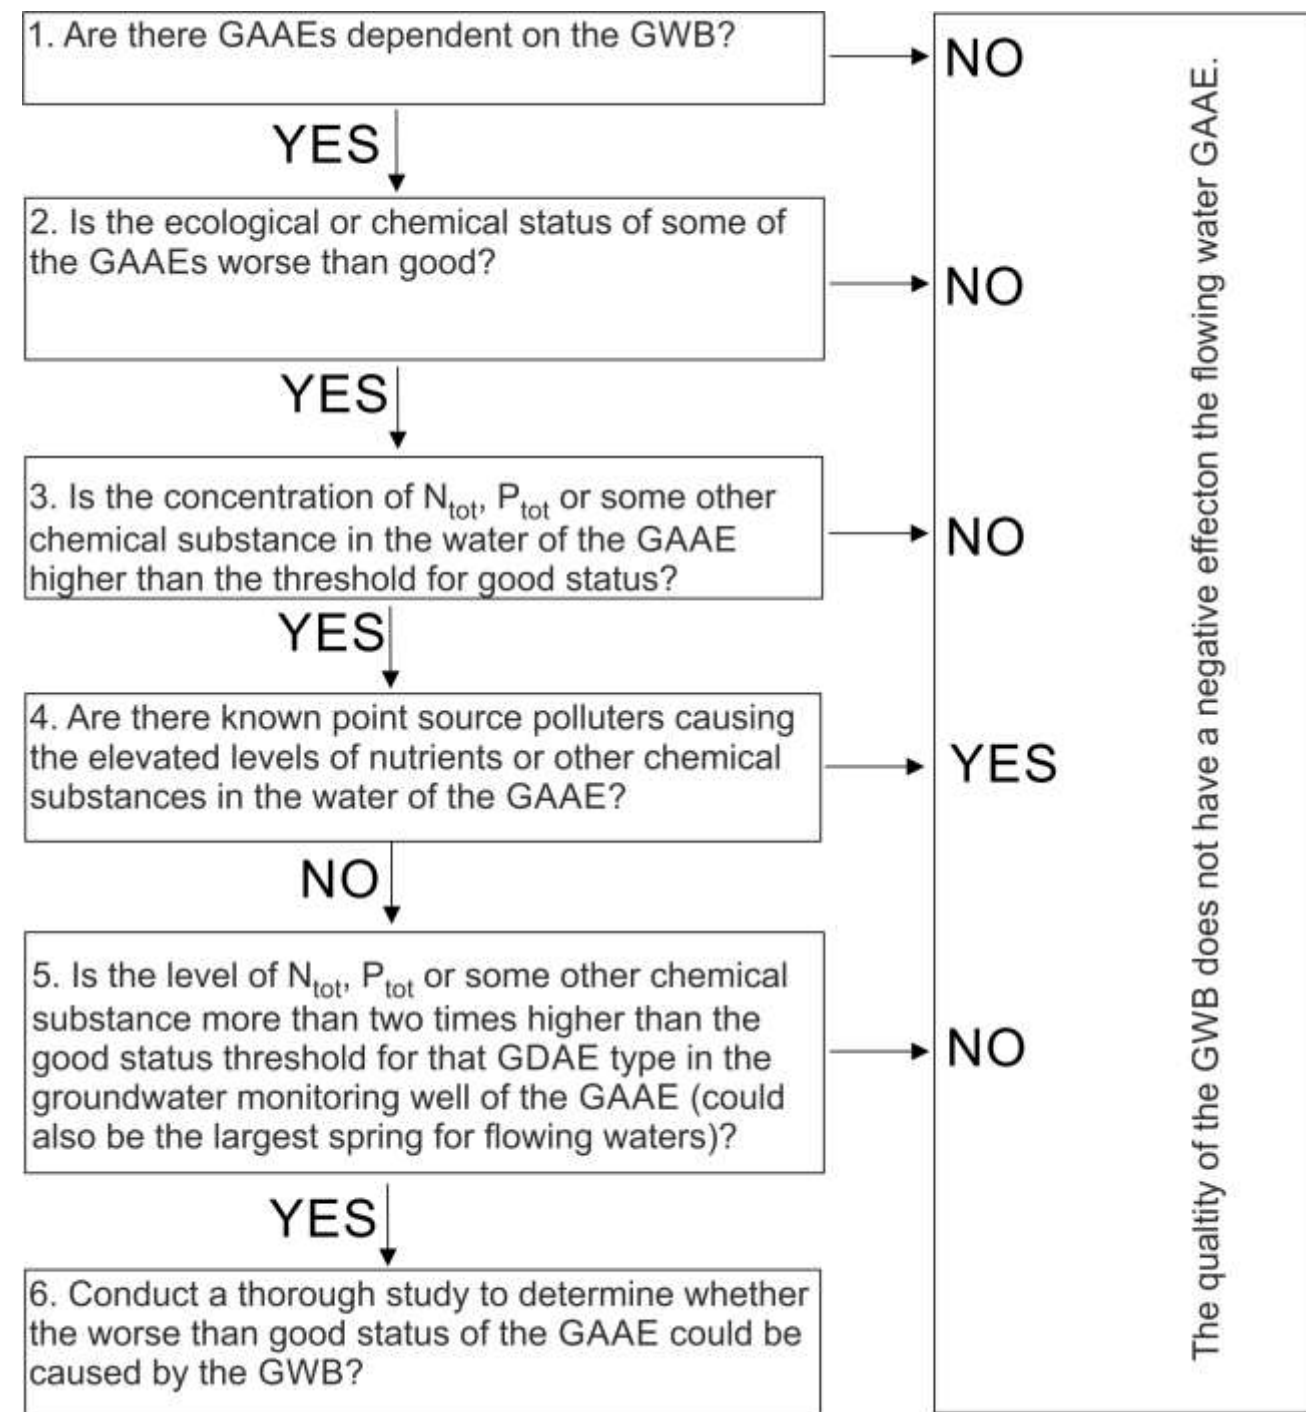 1. Are there GAAEs dependent on the GWB?
NO
YES
2. Is the ecological or chemical status of some of
the GAAEs worse than good?
NO
YES
3. Is the concentration of Ntot, Ptot or some other
chemical substance in the water of the GAAE
higher than the threshold for good status?
NO
YES
4. Are there known point source polluters causing
the elevated levels of nutrients or other chemical
substances in the water of the GAAE?
YES
NO
5. Is the level of Ntot, Ptot or some other chemical
substance more than two times higher than the
good status threshold for that GDAE type in the
groundwater monitoring well of the GAAE (could
also be the largest spring for flowing waters)?
NO
YES
6. Conduct a thorough study to determine whether
the worse than good status of the GAAE could be
caused by the GWB?
The qualtity of the GWB does not have a negative effecton the flowing water GAAE.